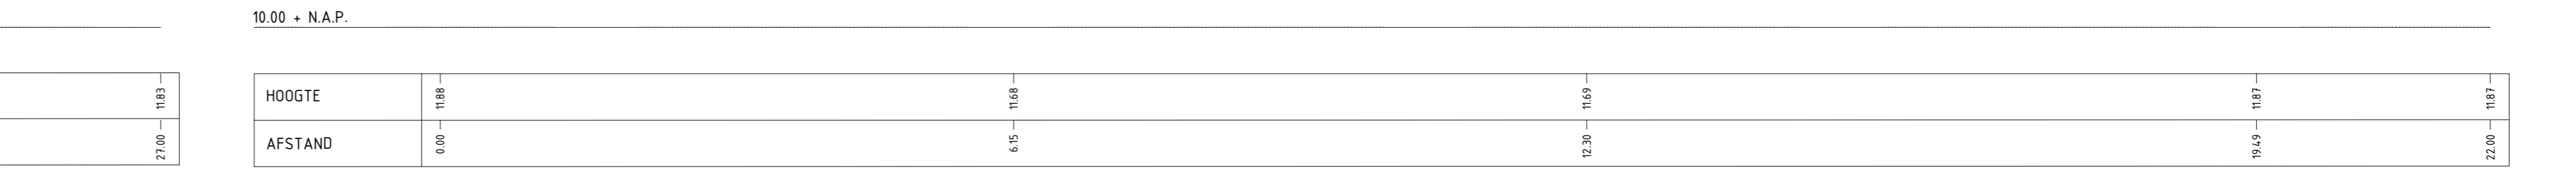 10.00 + N.A.P.
11.83
27.00
HOOGTE 11.88 11.68 11.69 11.87 11.87
AFSTAND 0.00 6.15 12.30 19.49 22.00